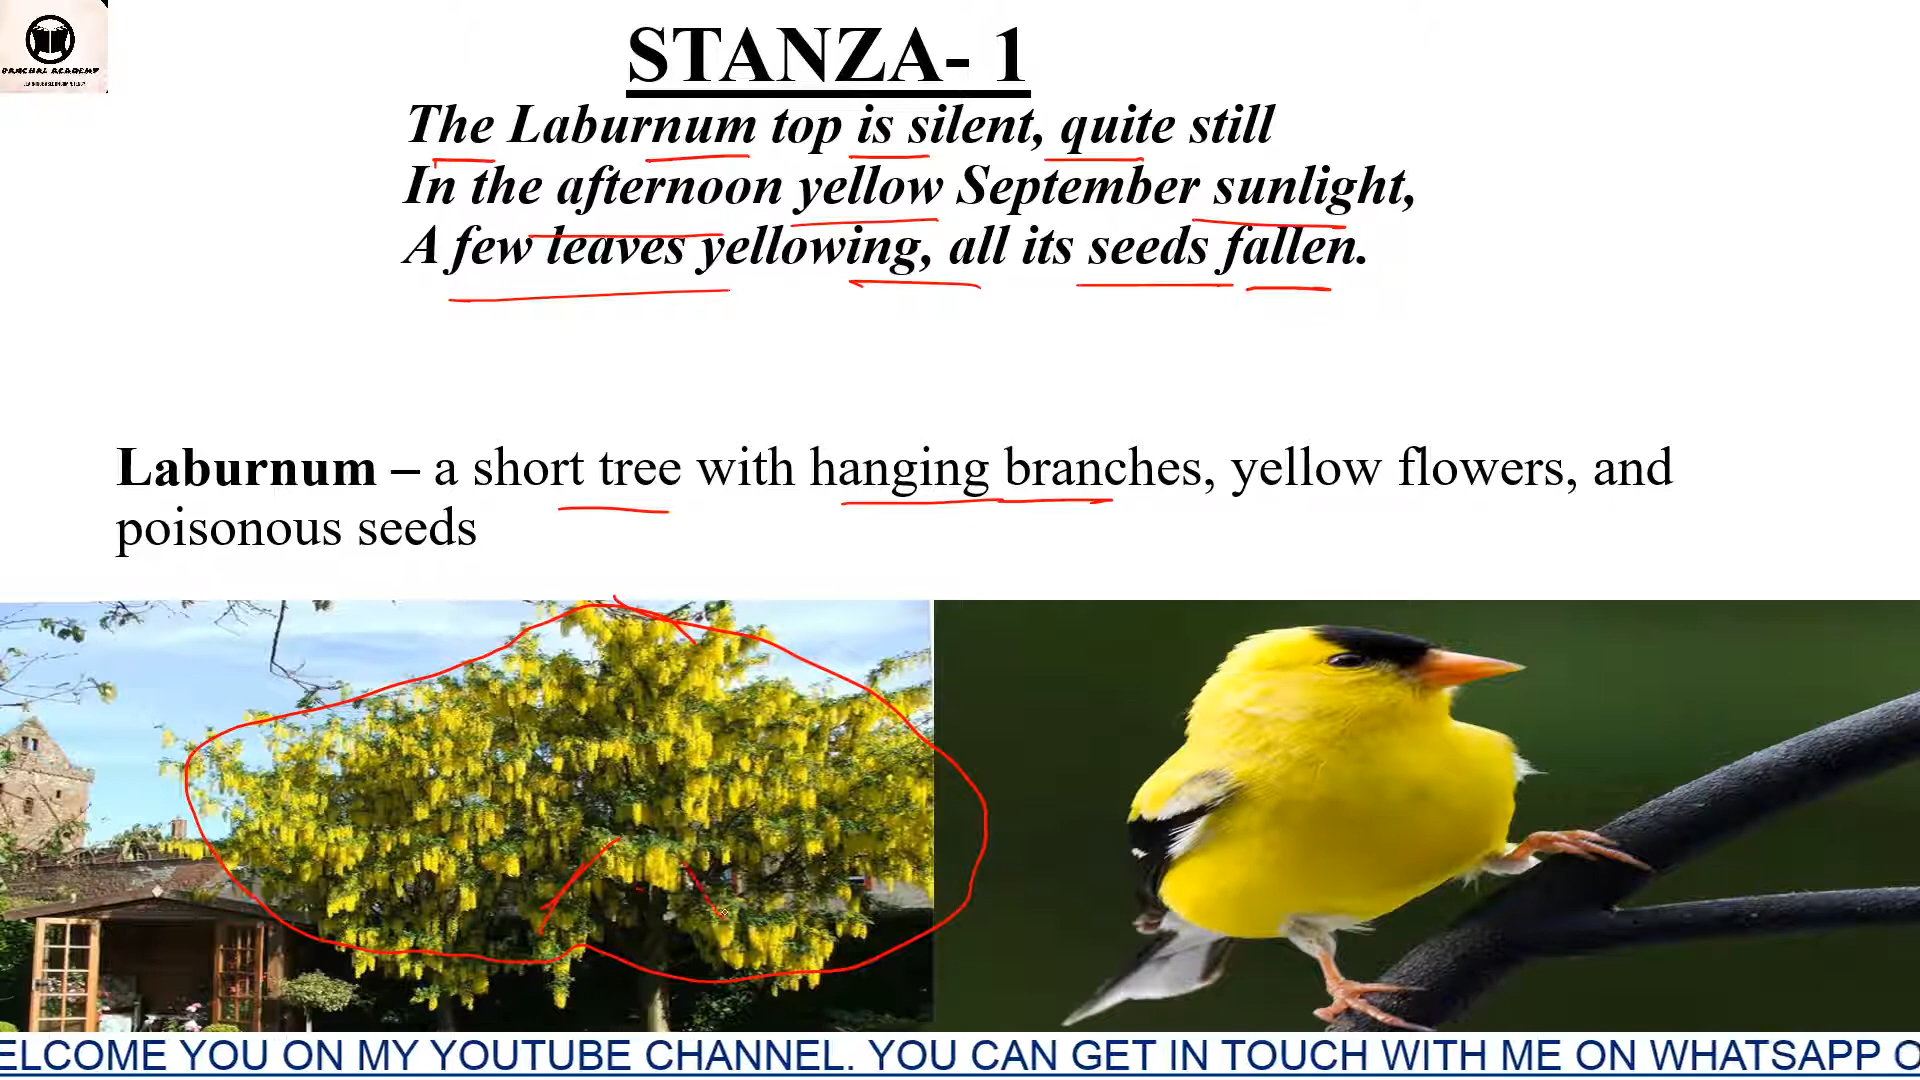 PANCHAL ACADEMY
STANZA- 1
The Laburnum top is silent, quite still
In the afternoon yellow September sunlight,
A few leaves yellowing, all its seeds fallen.
Laburnum – a short tree with hanging branches, yellow flowers, and
poisonous seeds
ELCOME YOU ON MY YOUTUBE CHANNEL. YOU CAN GET IN TOUCH WITH ME ON WHATSAPP O